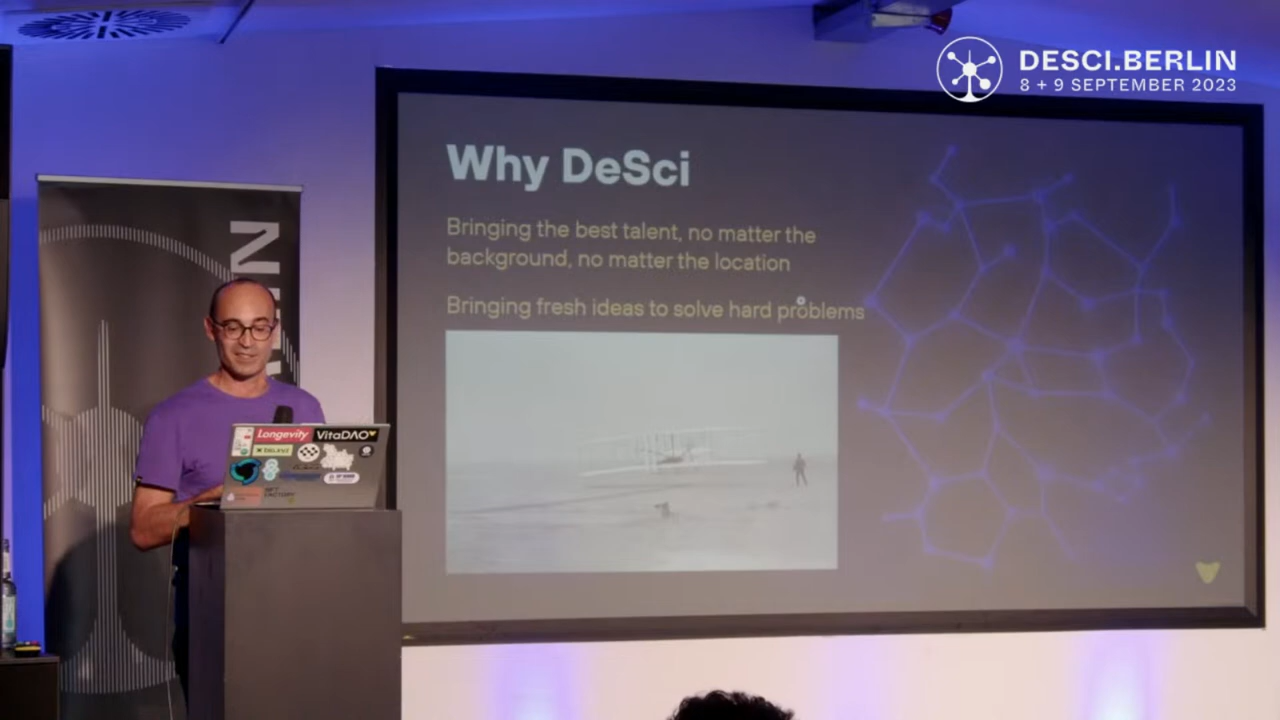 DESCI.BERLIN
8 + 9 SEPTEMBER 2023
Why DeSci
Bringing the best talent, no matter the
background, no matter the location
Bringing fresh ideas to solve hard problems
Longevity
VitaDAO